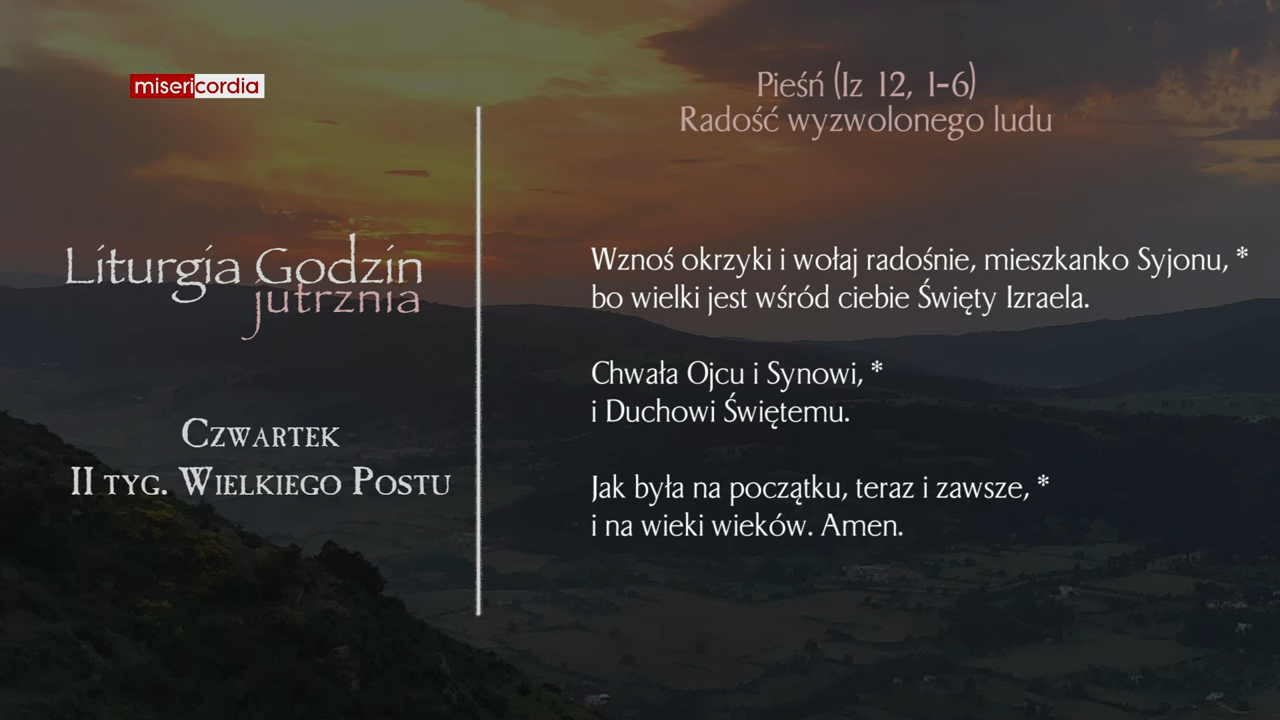 misericordia
Liturgia Godzin
jutrznia
Czwartek
II tyg. Wielkiego Postu
Pieśń (Iz 12, 1-6)
Radość wyzwolonego ludu
Wznoś okrzyki i wołaj radośnie, mieszkanko Syjonu, *
bo wielki jest wśród ciebie Święty Izraela.
Chwała Ojcu i Synowi, *
i Duchowi Świętemu.
Jak była na początku, teraz i zawsze, *
i na wieki wieków. Amen.